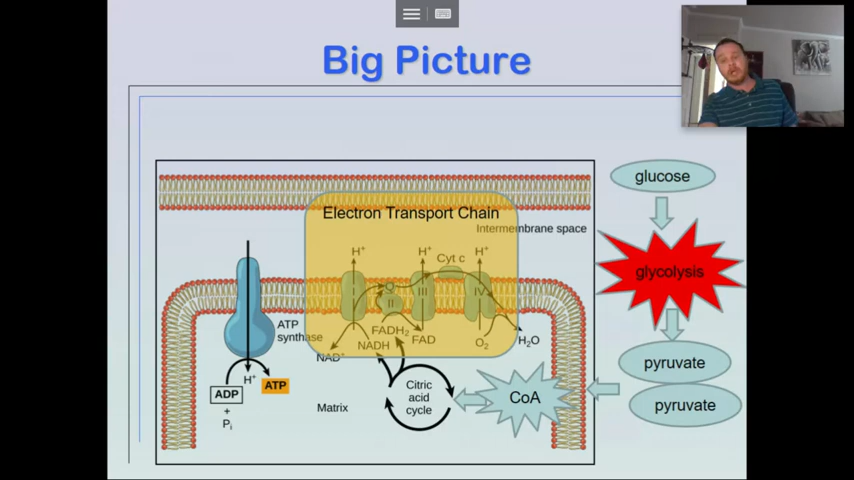 Big Picture
glucose
Electron Transport Chain
Intermembrane space
H+
H+
H+
Cyt c
glycolysis
I
Q
III
IV
II
ATP
synthase
FADH2
FAD
NADH
O2
H2O
NAD+
pyruvate
H+
ATP
ADP
+
Pi
Citric
acid
cycle
CoA
Matrix
pyruvate